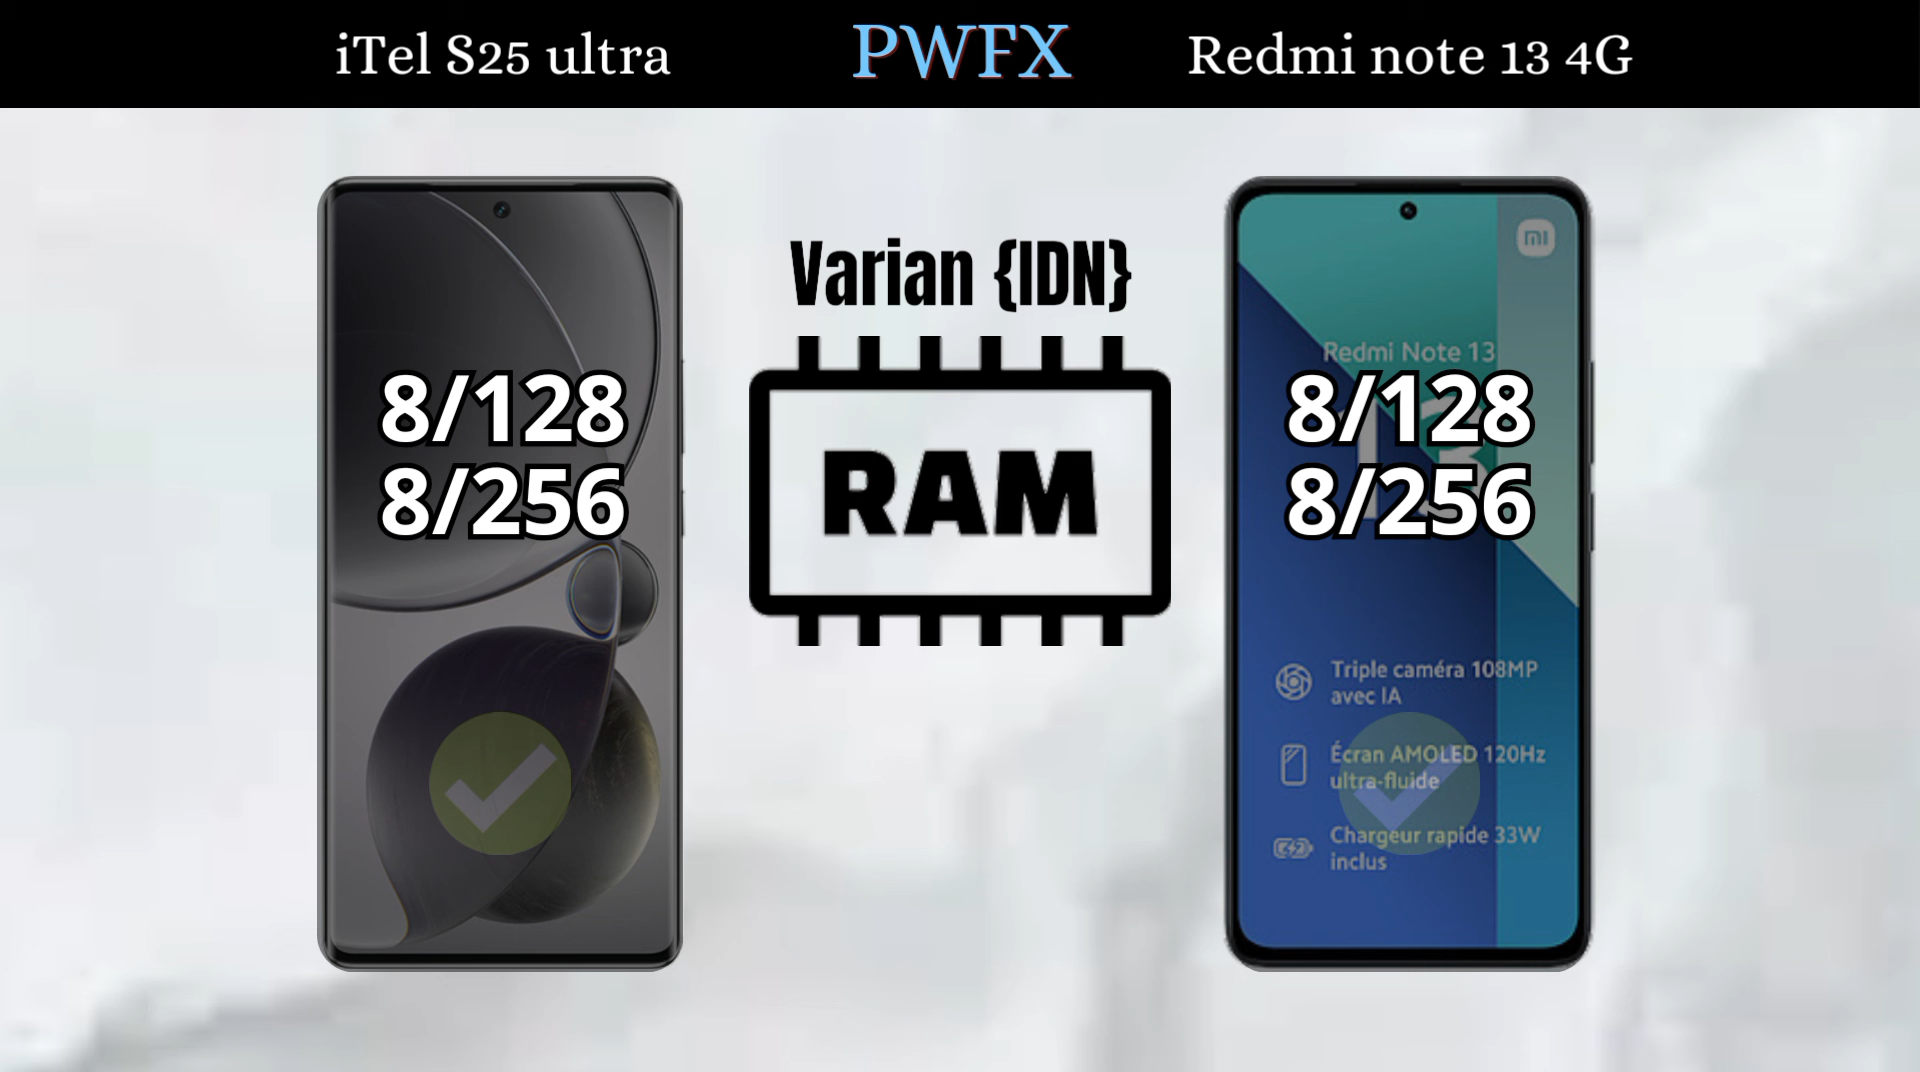 iTel S25 ultra
PWFX
Redmi note 13 4G
Varian {IDN}
RAM
8/128
8/256
mi
Redmi Note 13
8/128
8/256
Triple caméra 108MP
avec IA
Écran AMOLED 120Hz
ultra-fluide
Chargeur rapide 33W
inclus